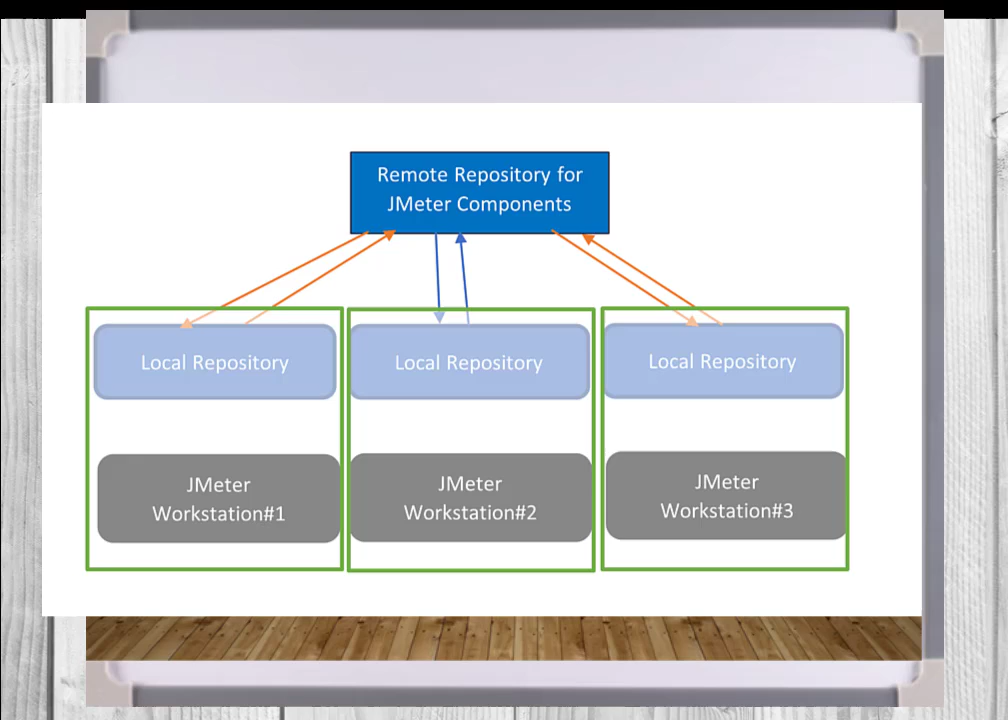 Remote Repository for
JMeter Components
Local Repository
Local Repository
Local Repository
JMeter
Workstation#1
JMeter
Workstation#2
JMeter
Workstation#3